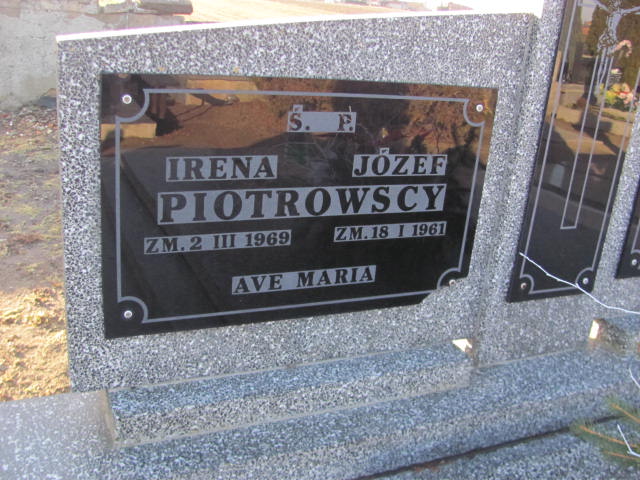 Ś. P.
IRENA JÓZEF
PIOTROWSCY
ZM. 2 III 1969 ZM. 18 I 1961
AVE MARIA